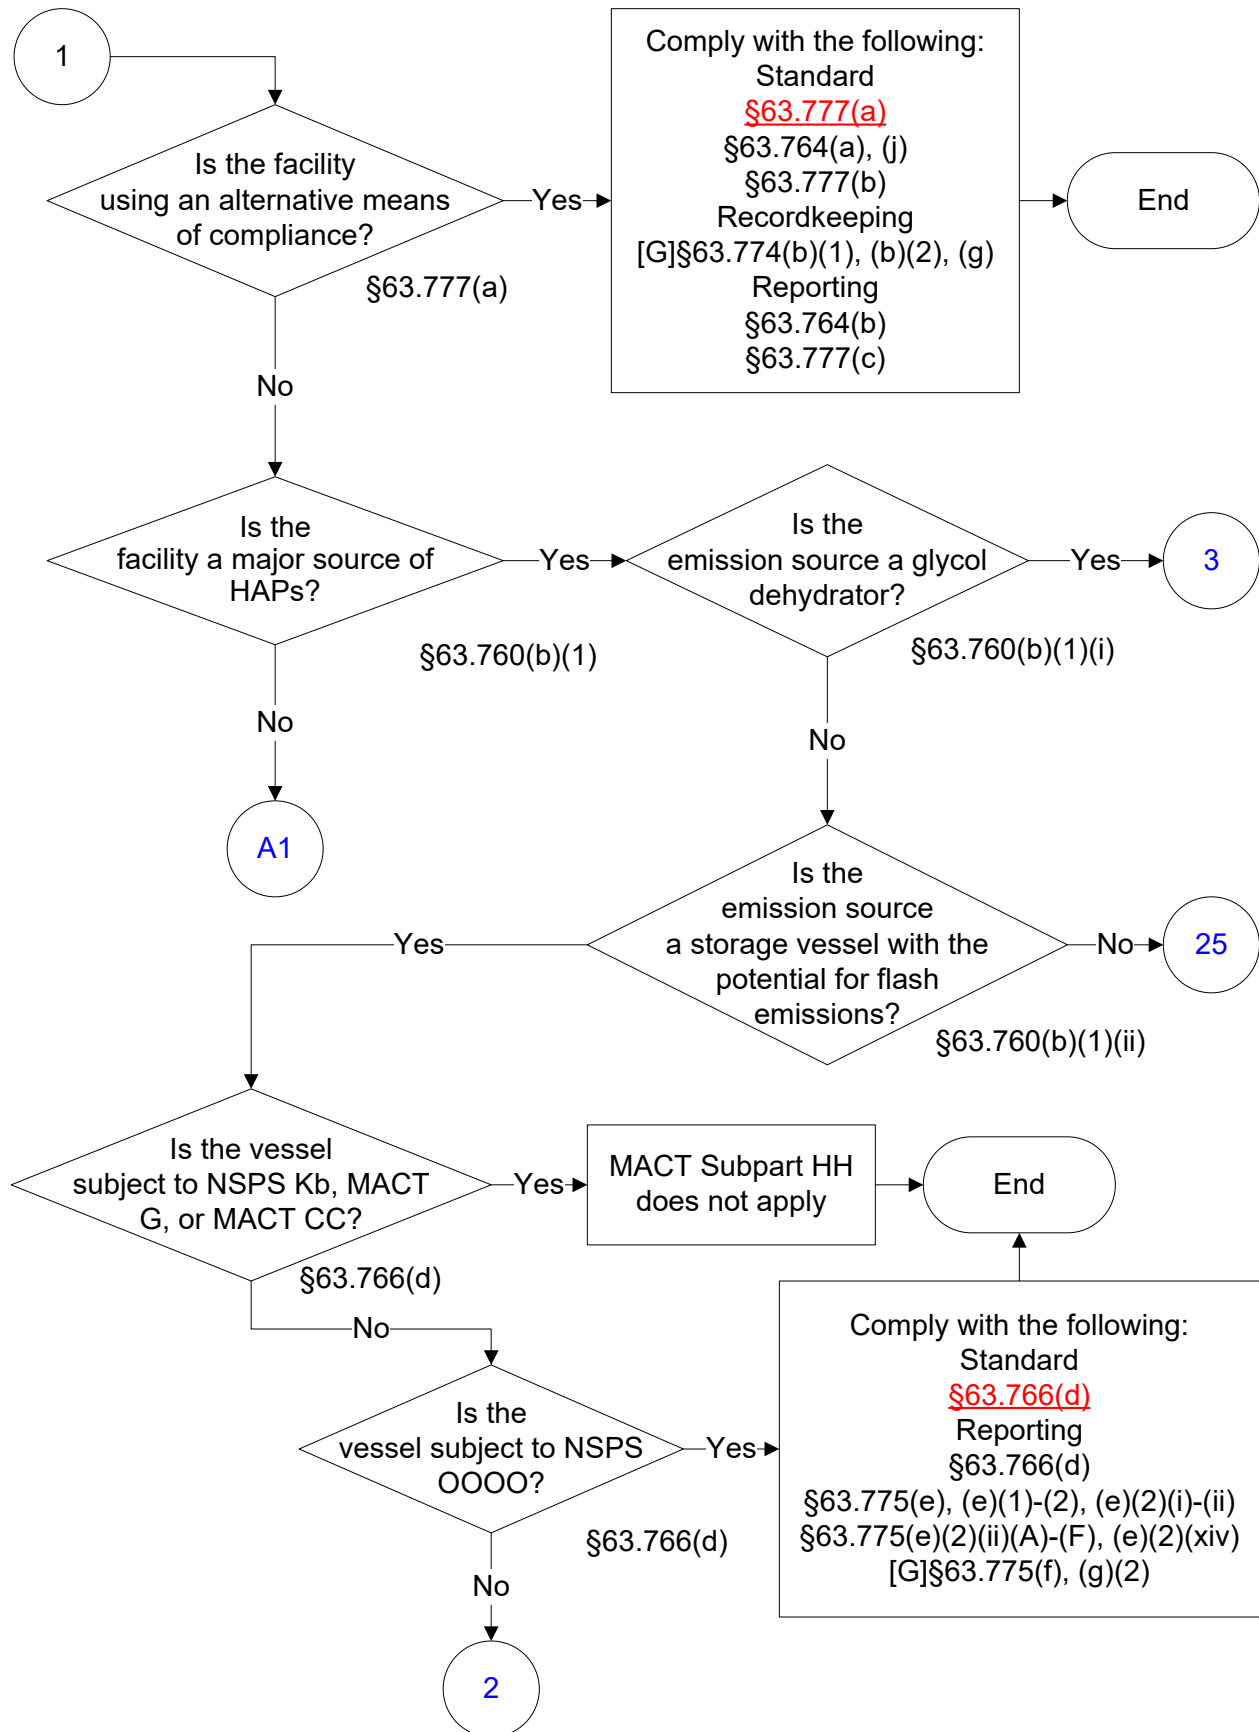 1
Is the facility
using an alternative means
of compliance?
§63.777(a)
Yes
Comply with the following:
Standard
§63.777(a)
§63.764(a), (j)
§63.777(b)
Recordkeeping
[G]§63.774(b)(1), (b)(2), (g)
Reporting
§63.764(b)
§63.777(c)
End
No
Is the
facility a major source of
HAPs?
§63.760(b)(1)
Yes
Is the
emission source a glycol
dehydrator?
§63.760(b)(1)(i)
Yes
3
No
A1
No
Is the
emission source
a storage vessel with the
potential for flash
emissions?
§63.760(b)(1)(ii)
No
25
Yes
Is the vessel
subject to NSPS Kb, MACT
G, or MACT CC?
§63.766(d)
Yes
MACT Subpart HH
does not apply
End
No
Is the
vessel subject to NSPS
OOOO?
§63.766(d)
Yes
Comply with the following:
Standard
§63.766(d)
Reporting
§63.766(d)
§63.775(e), (e)(1)-(2), (e)(2)(i)-(ii)
§63.775(e)(2)(ii)(A)-(F), (e)(2)(xiv)
[G]§63.775(f), (g)(2)
No
2